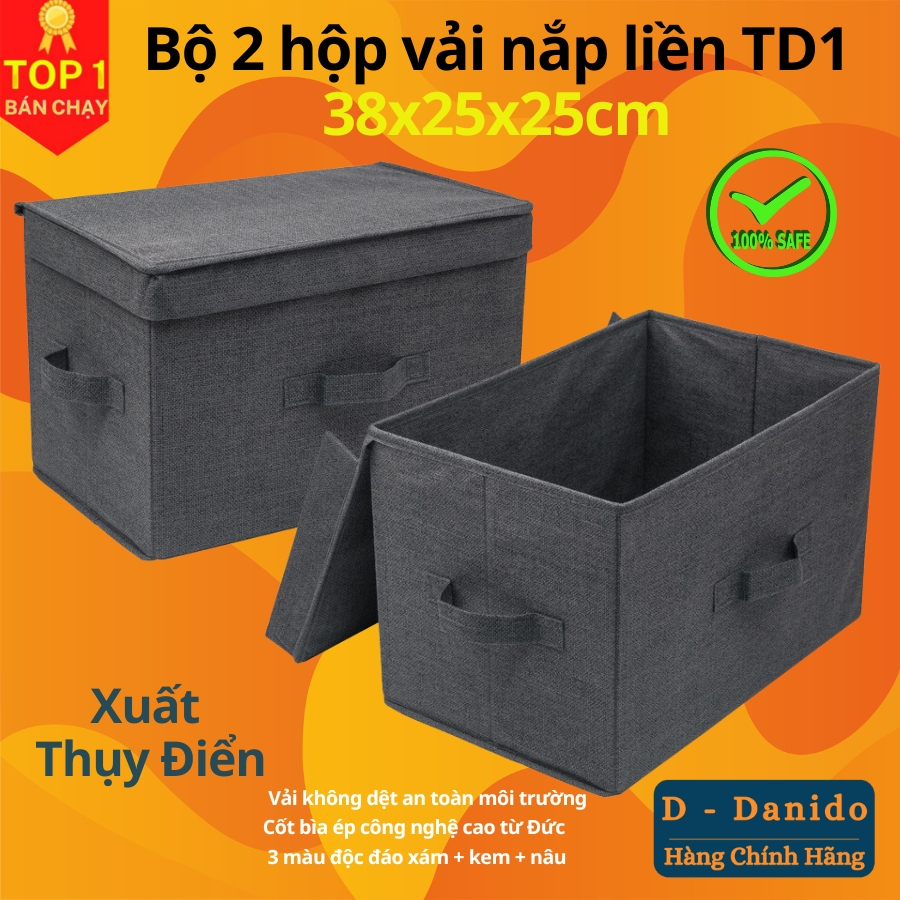 TOP 1
BÁN CHẠY
Bộ 2 hộp vải nắp liền TD1
38x25x25cm
100% SAFE
Xuất
Thụy Điển
Vải không dệt an toàn môi trường
Cốt bìa ép công nghệ cao từ Đức
3 màu độc đáo xám + kem + nâu
D - Danido
Hàng Chính Hãng